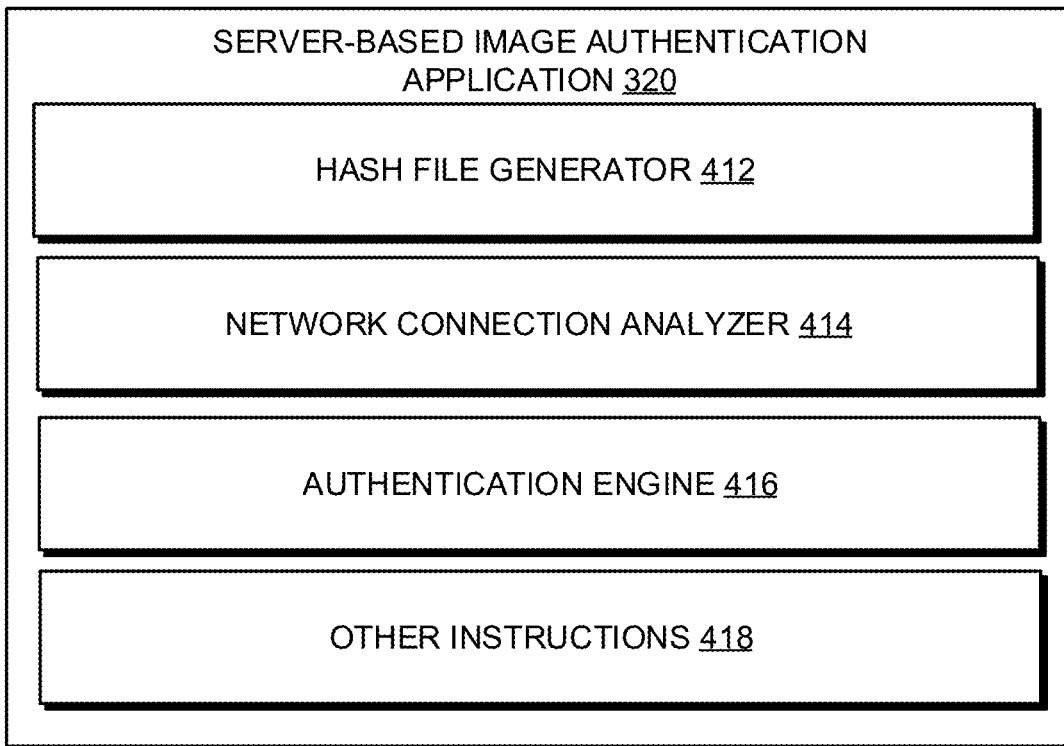 SERVER-BASED IMAGE AUTHENTICATION
APPLICATION 320
HASH FILE GENERATOR 412
NETWORK CONNECTION ANALYZER 414
AUTHENTICATION ENGINE 416
OTHER INSTRUCTIONS 418